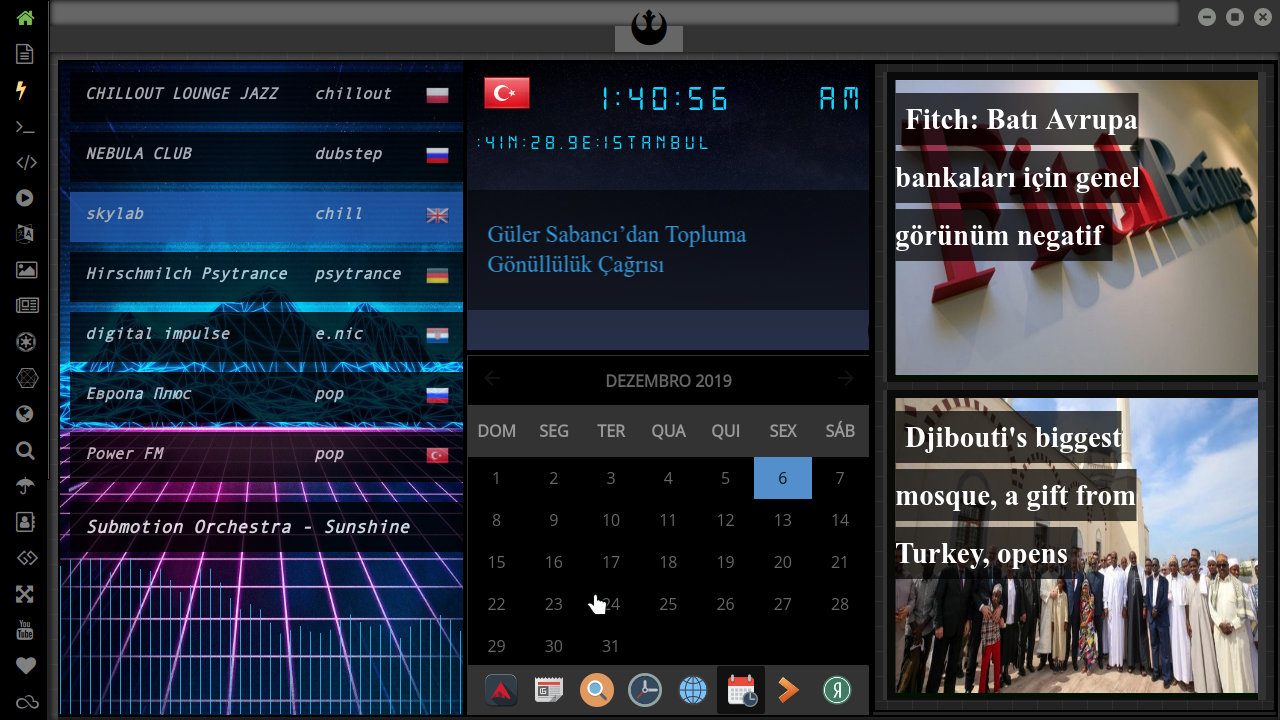 CHILLOUT LOUNGE JAZZ chillout
NEBULA CLUB dubstep
skylab chill
Hirschmilch Psytrance psytrance
digital impulse e.nic
Европа Плюс pop
Power FM pop
Submotion Orchestra - Sunshine
1:40:56 AM
:41N:28.9E:ISTANBUL
Güler Sabancı’dan Topluma
Gönüllülük Çağrısı
DEZEMBRO 2019
DOM SEG TER QUA QUI SEX SÁB
1 2 3 4 5 6 7
8 9 10 11 12 13 14
15 16 17 18 19 20 21
22 23 24 25 26 27 28
29 30 31
Fitch: Batı Avrupa
bankaları için genel
görünüm negatif
FitchRatings
Djibouti's biggest
mosque, a gift from
Turkey, opens
You
Tube
Я